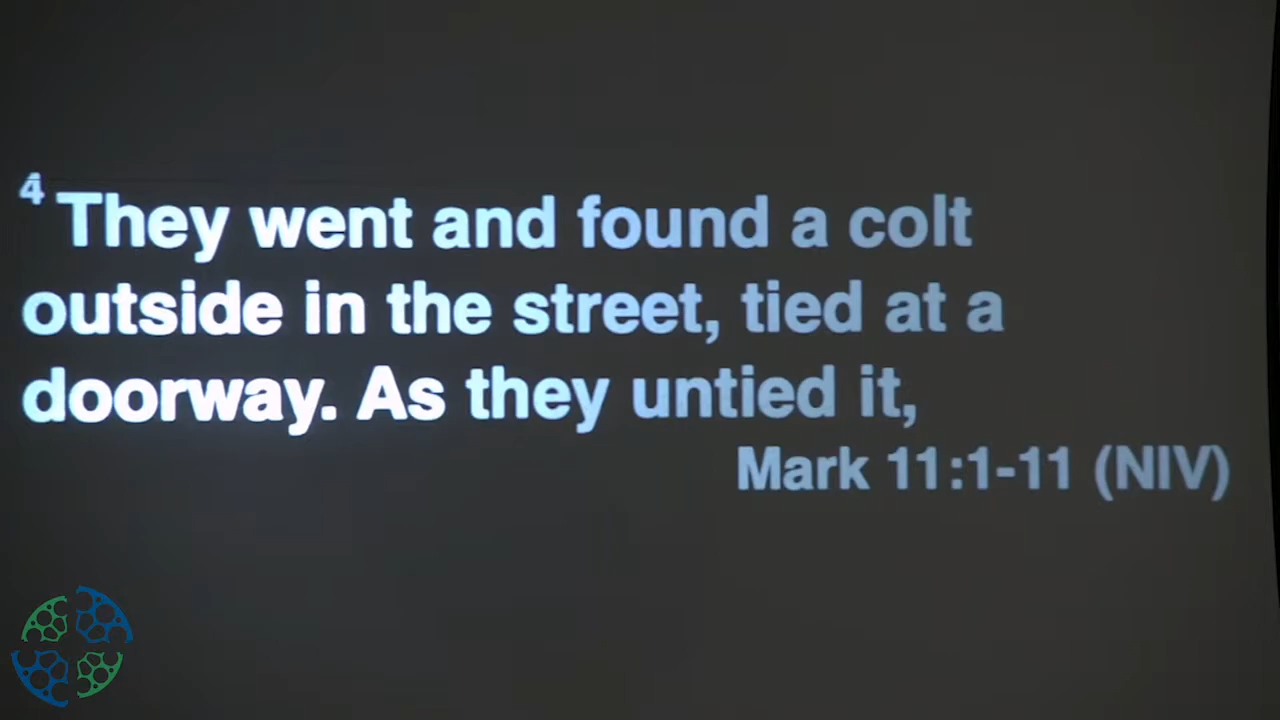 4 They went and found a colt
outside in the street, tied at a
doorway. As they untied it,
Mark 11:1-11 (NIV)